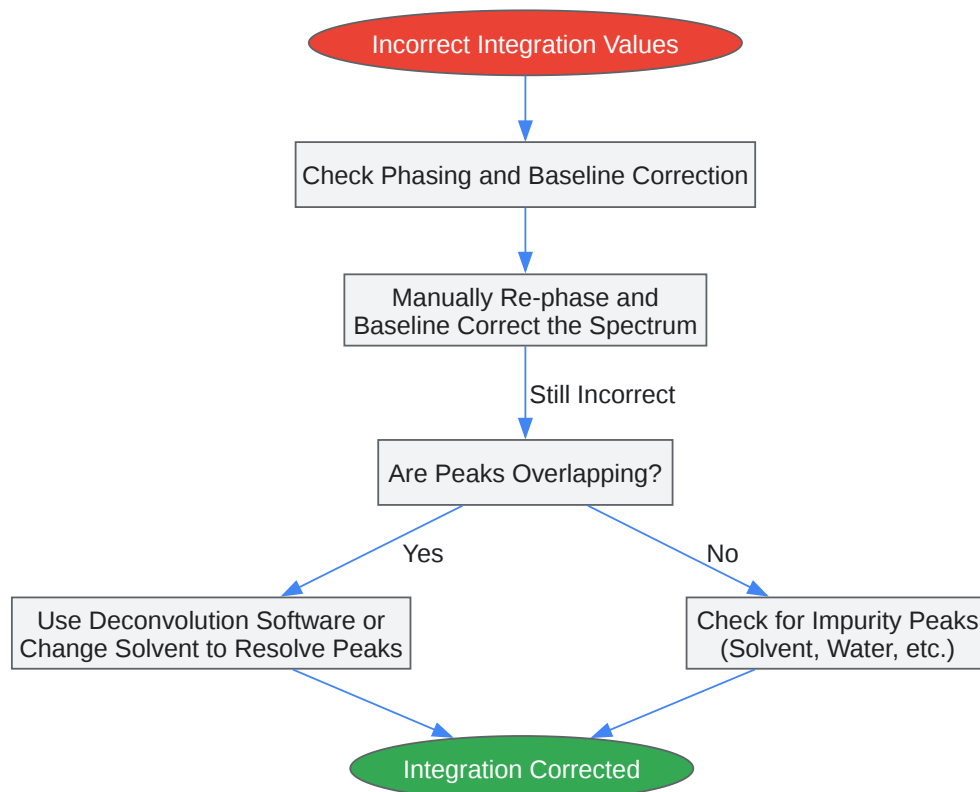 Incorrect Integration Values
Check Phasing and Baseline Correction
Manually Re-phase and
Baseline Correct the Spectrum
Still Incorrect
Are Peaks Overlapping?
Yes
No
Use Deconvolution Software or
Change Solvent to Resolve Peaks
Check for Impurity Peaks
(Solvent, Water, etc.)
Integration Corrected